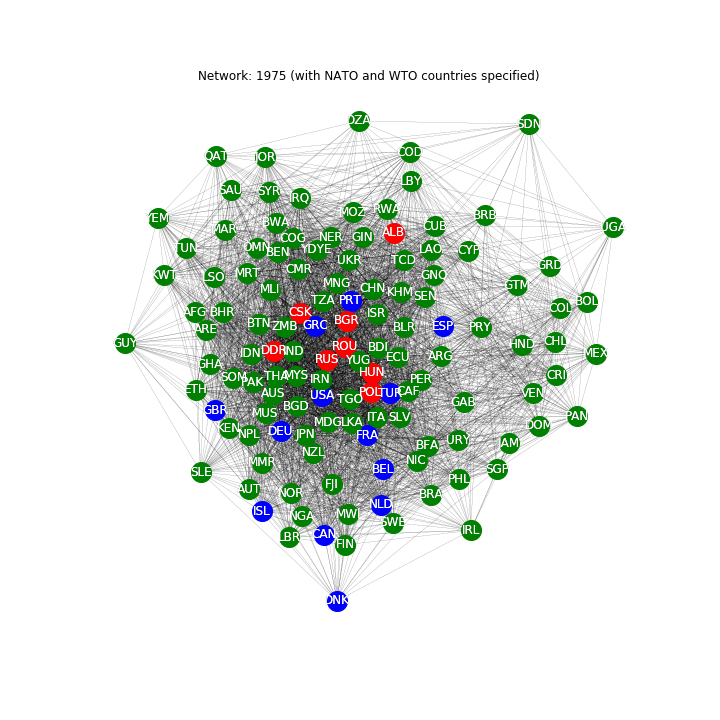 Network: 1975 (with NATO and WTO countries specified)
DZA
SDN
COD
QAT
JOR
LBY
SAU
SYR
IRQ
RWA
MOZ
YEM
BRB
BWA
CUB
UGA
MAR
ALB
COG
NER
GIN
TUN
OMN
BEN
YDYE
LAO
CYP
UKR
TCD
GRD
CMR
KWT
LSO
MRT
GNQ
MNG
GTM
MLI
CHN
KHM
SEN
TZA
PRT
BOL
COL
AFG
BHR
CSK
ISR
BGR
BTN
ZMB
GRC
BLR
ESP
PRY
ARE
GUY
CHL
HND
ROU
BDI
IDN
DDR
IND
MEX
RUS
YUG
ECU
ARG
GHA
HUN
CRI
SOM
THA
MYS
IRN
PER
PAK
ETH
AUS
USA
POL
TUR
CAF
VEN
TGO
GAB
BGD
GBR
MUS
PAN
ITA
SLV
MDG
LKA
DOM
KEN
NPL
DEU
JPN
FRA
URY
JAM
BFA
NZL
NIC
MMR
SLE
BEL
SGP
PHL
FJI
AUT
NOR
BRA
NLD
ISL
NGA
MWI
SWE
IRL
CAN
LBR
FIN
DNK